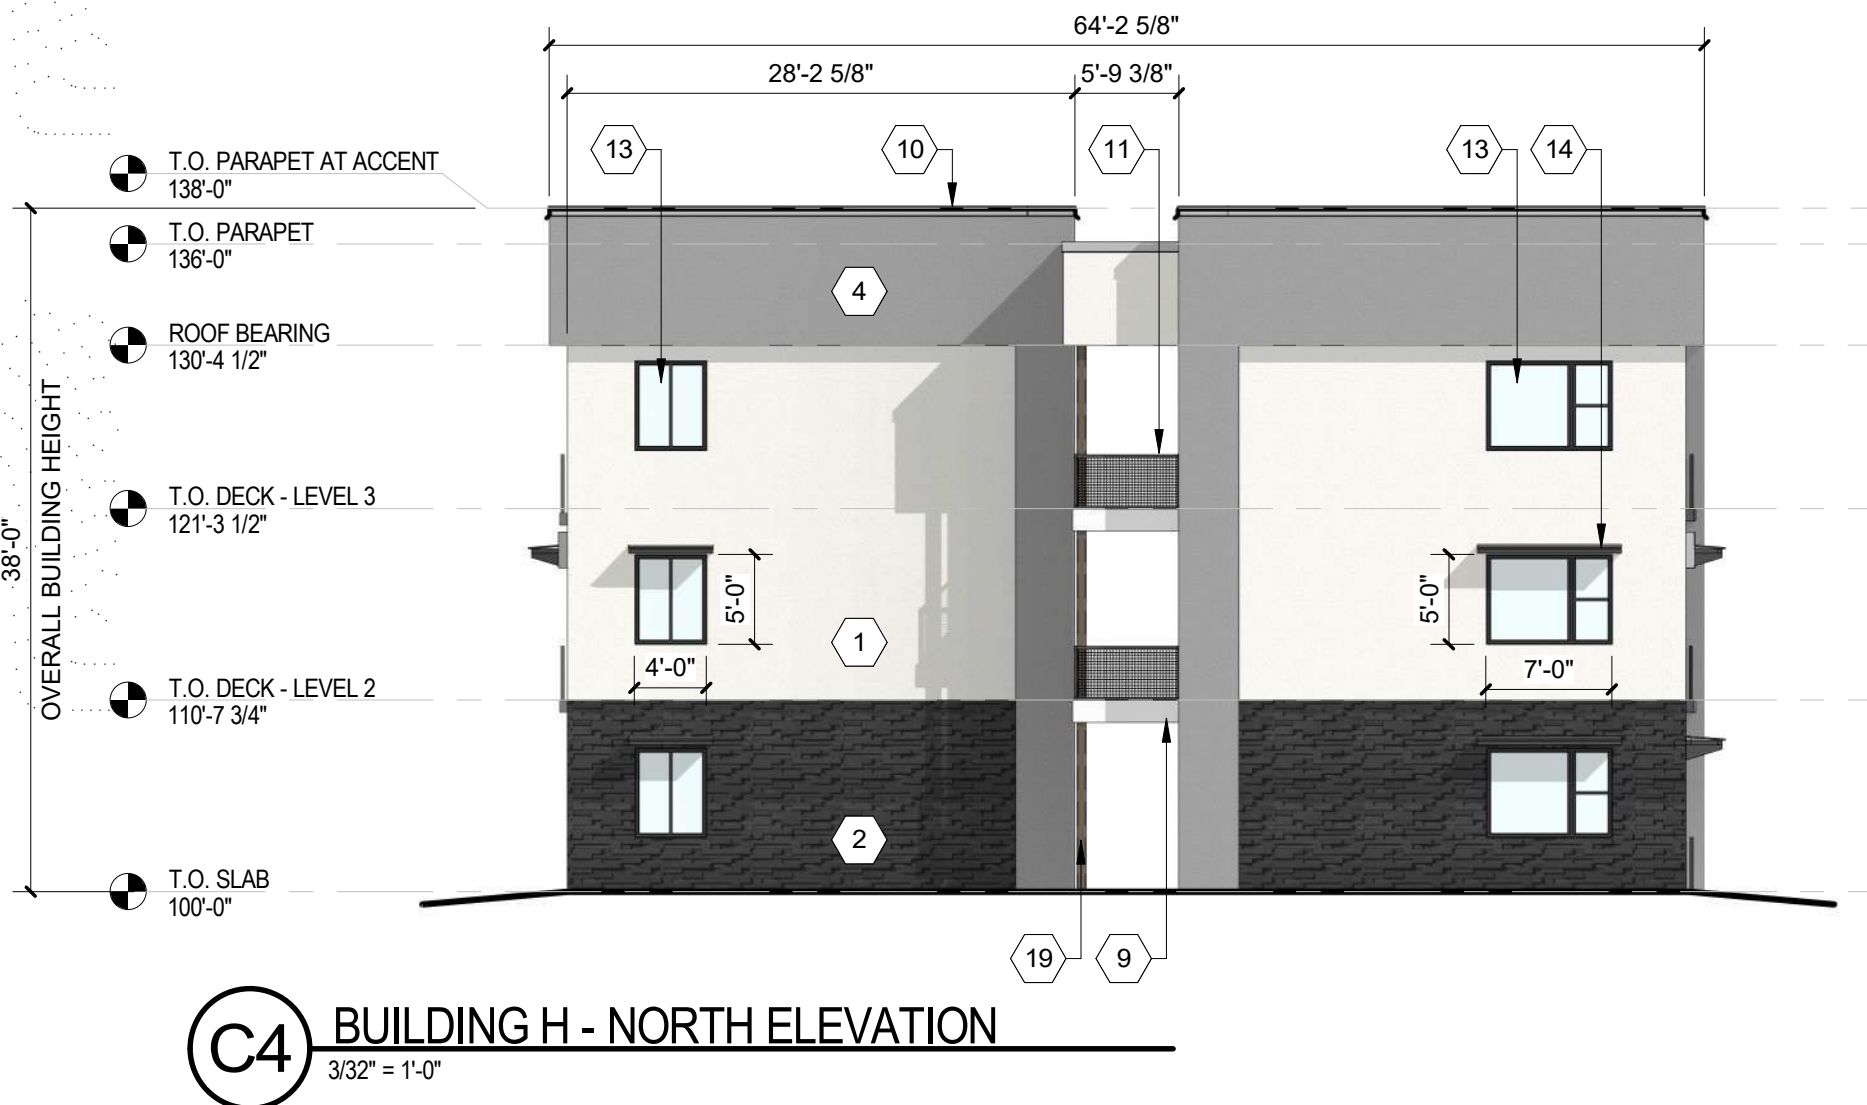 64'-2 5/8"
28'-2 5/8"
5'-9 3/8"
13
10
11
13
14
T.O. PARAPET AT ACCENT
138'-0"
T.O. PARAPET
136'-0"
4
ROOF BEARING
130'-4 1/2"
38'-0"
OVERALL BUILDING HEIGHT
T.O. DECK - LEVEL 3
121'-3 1/2"
5'-0"
5'-0"
1
4'-0"
7'-0"
T.O. DECK - LEVEL 2
110'-7 3/4"
2
T.O. SLAB
100'-0"
19
9
C4
BUILDING H - NORTH ELEVATION
3/32" = 1'-0"